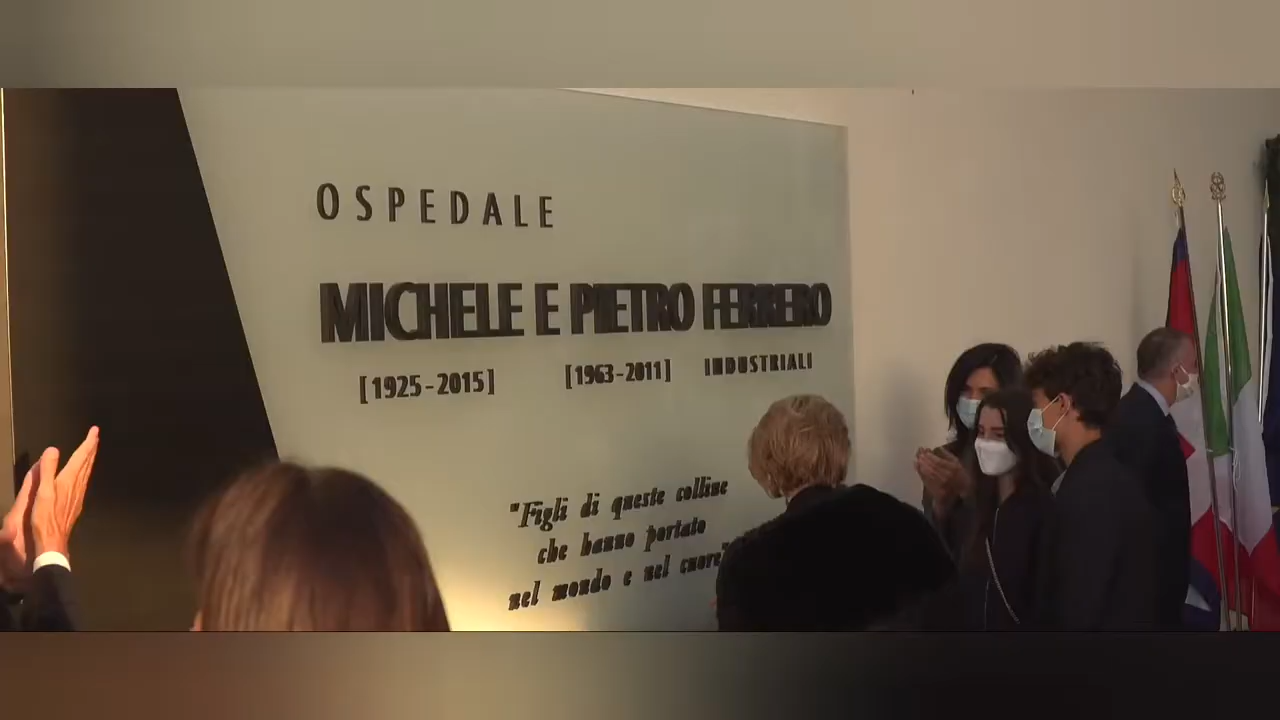 OSPEDALE
MICHELE E PIETRO FERRERO
[1925-2015] [1963-2011] INDUSTRIALI
"Figli di queste colline
che hanno portato
nel mondo e nel cuore"